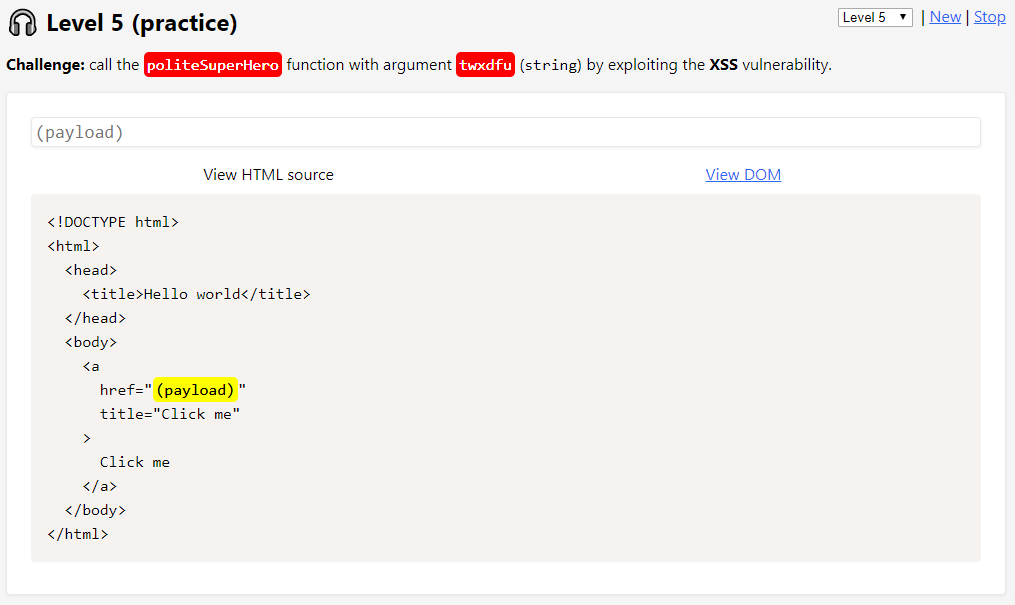 Level 5 (practice)
Level 5 ▼ | New | Stop
Challenge: call the politeSuperHero function with argument twxdfu (string) by exploiting the XSS vulnerability.
(payload)
View HTML source
View DOM
<!DOCTYPE html>
<html>
<head>
<title>Hello world</title>
</head>
<body>
<a
href="(payload)"
title="Click me"
>
Click me
</a>
</body>
</html>